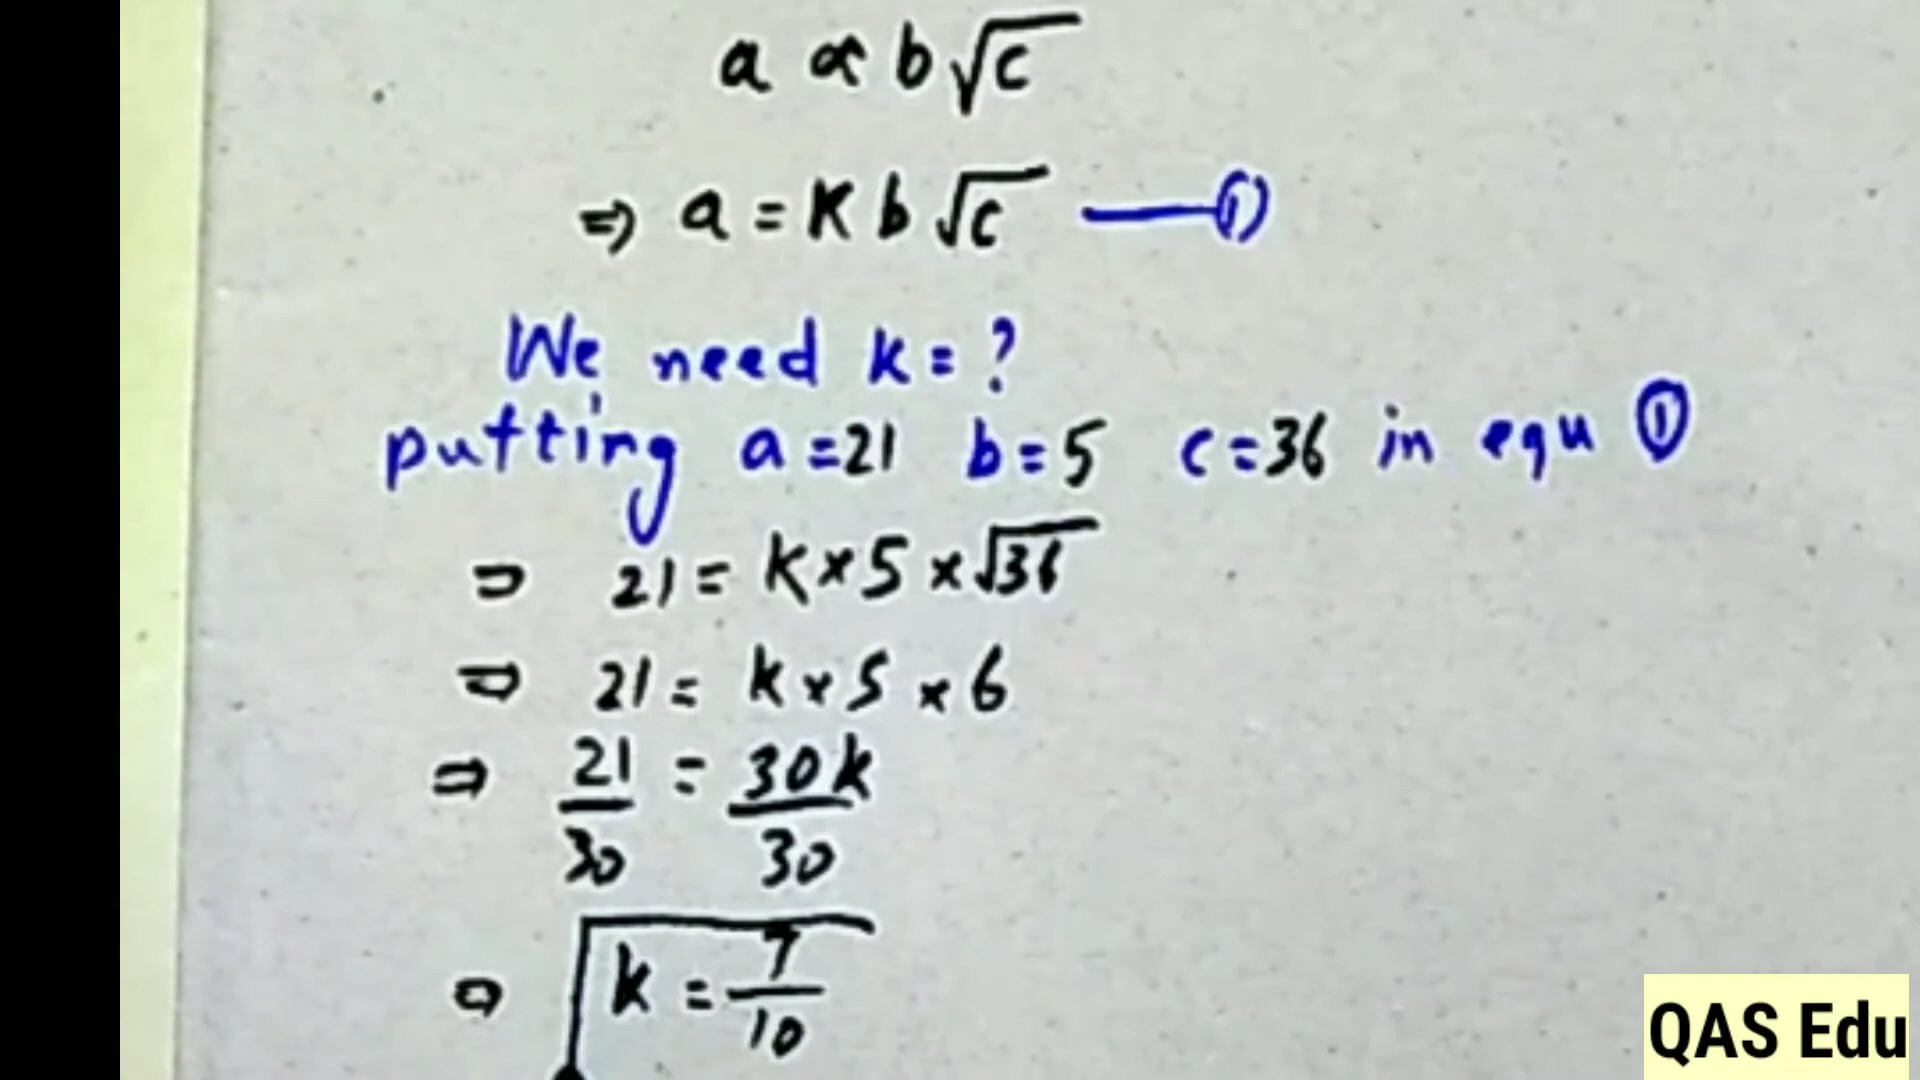 a ∝ b√c
⇒ a = K b √c —— ①
We need k = ?
putting a = 21 b = 5 c = 36 in equ ①
⇒ 21 = K × 5 × √36
⇒ 21 = k × 5 × 6
⇒ 21/30 = 30k/30
⇒ k = 7/10
QAS Edu